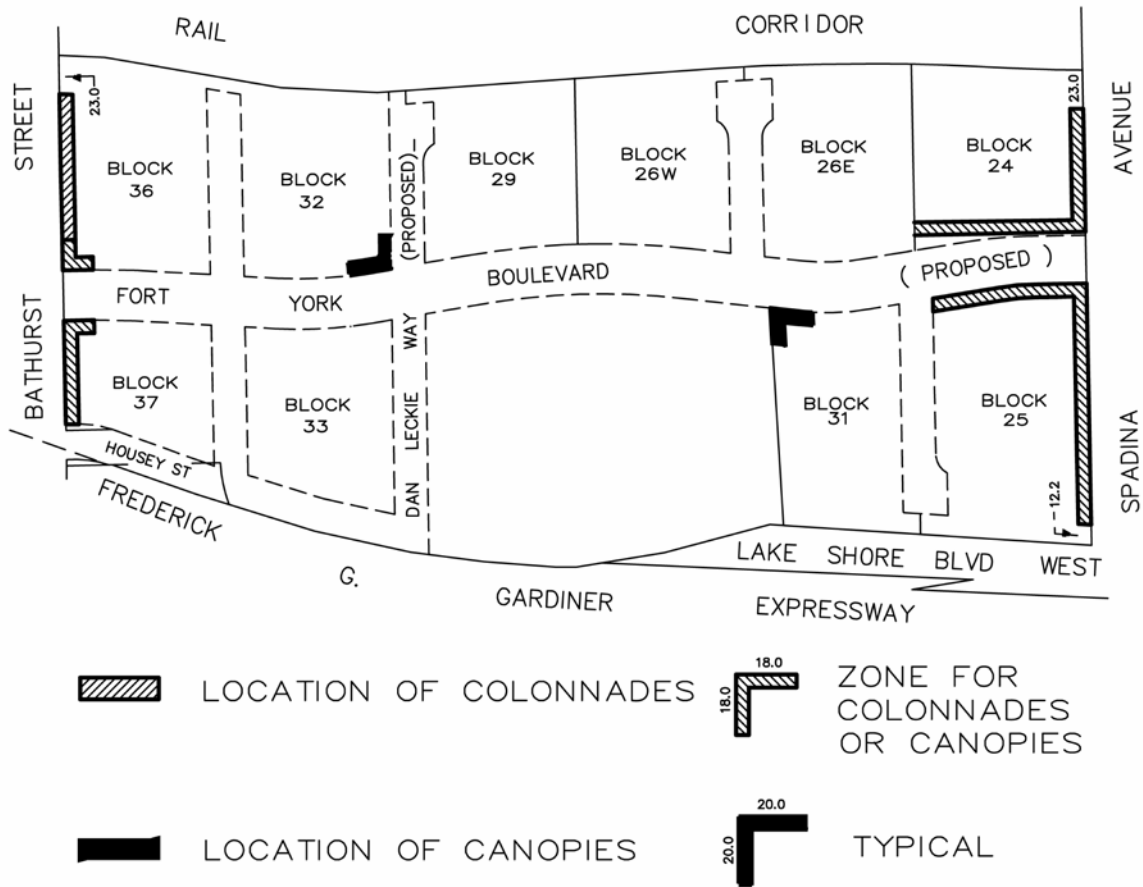 RAIL
CORRIDOR
STREET
AVENUE
23.0
23.0
BLOCK
36
BLOCK
32
(PROPOSED)
BLOCK
29
BLOCK
26W
BLOCK
26E
BLOCK
24
FORT
YORK
BOULEVARD
( PROPOSED )
BATHURST
BLOCK
37
BLOCK
33
DAN LECKIE WAY
BLOCK
31
BLOCK
25
SPADINA
HOUSEY ST
12.2
FREDERICK
G.
GARDINER
EXPRESSWAY
LAKE SHORE BLVD WEST
LOCATION OF COLONNADES
18.0
18.0
ZONE FOR
COLONNADES
OR CANOPIES
LOCATION OF CANOPIES
20.0
20.0
TYPICAL